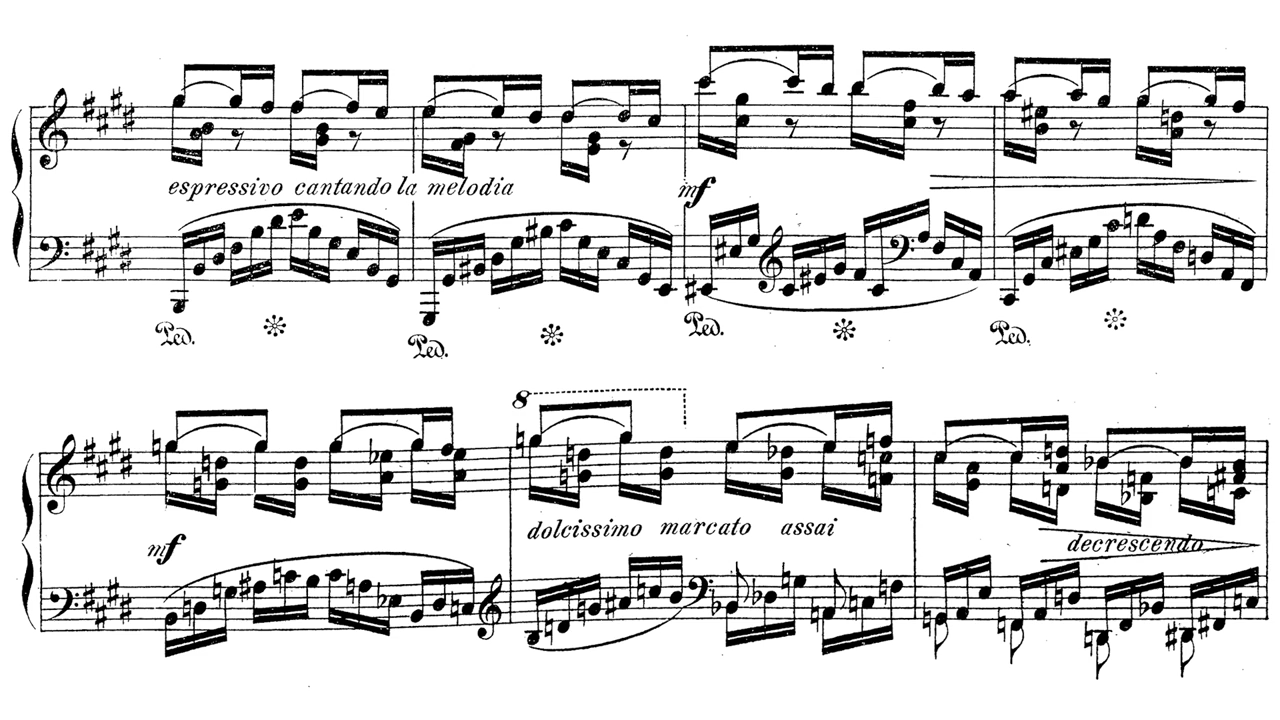 espressivo cantando la melodia
mf
Ped. Ped. Ped. Ped.
8
mf
dolcissimo marcato assai
decrescendo